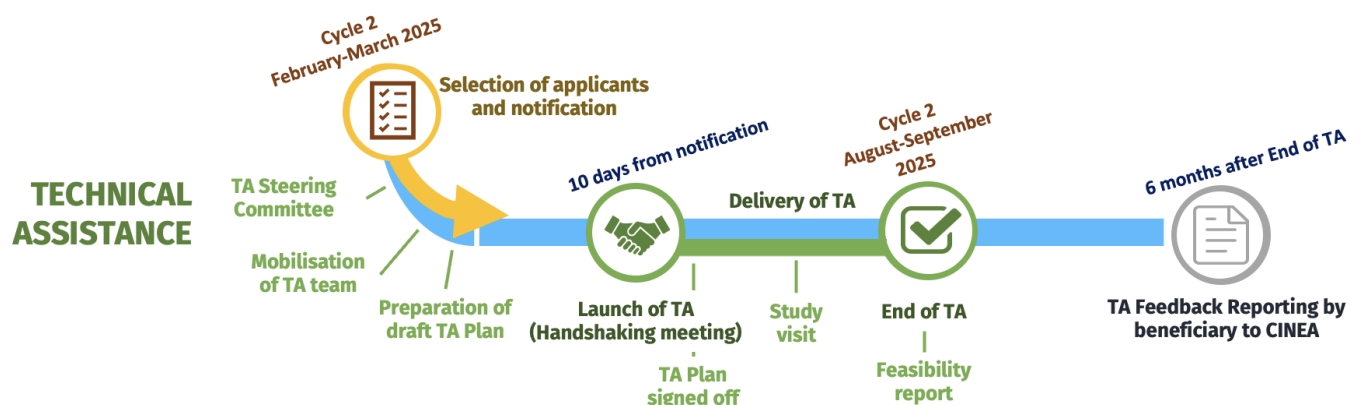 Cycle 2
February-March 2025
Selection of applicants
and notification
TECHNICAL
ASSISTANCE
TA Steering
Committee
Mobilisation
of TA team
Preparation of
draft TA Plan
10 days from notification
Launch of TA
(Handshaking meeting)
TA Plan
signed off
Delivery of TA
Study
visit
Cycle 2
August-September
2025
End of TA
Feasibility
report
6 months after End of TA
TA Feedback Reporting by
beneficiary to CINEA